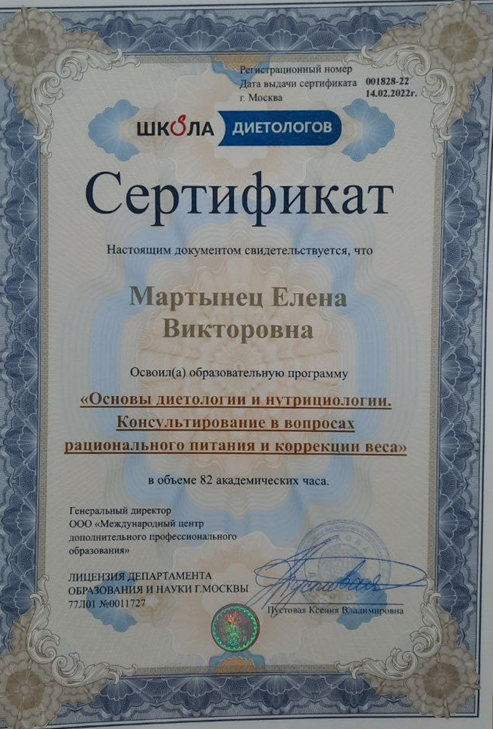 Регистрационный номер
Дата выдачи сертификата 001828-22
г. Москва 14.02.2022г.
ШКОЛА ДИЕТОЛОГОВ
Сертификат
Настоящим документом свидетельствуется, что
Мартынец Елена
Викторовна
Освоил(а) образовательную программу
«Основы диетологии и нутрициологии.
Консультирование в вопросах
рационального питания и коррекции веса»
в объеме 82 академических часа.
Генеральный директор
ООО «Международный центр
дополнительного профессионального
образования»
ЛИЦЕНЗИЯ ДЕПАРТАМЕНТА
ОБРАЗОВАНИЯ И НАУКИ Г.МОСКВЫ
77Л01 №0011727
Пустовая Ксения Владимировна